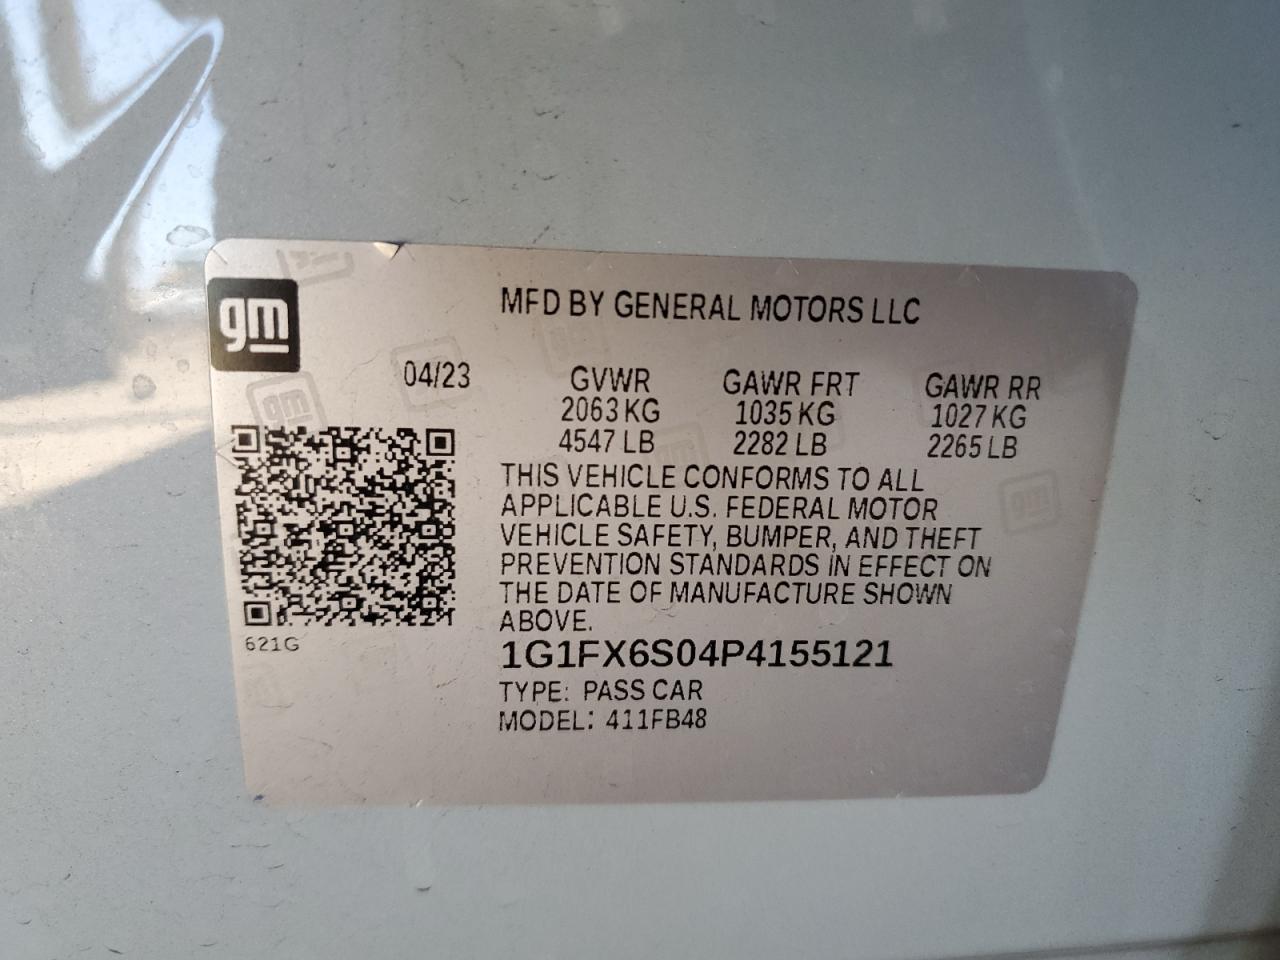 gm
MFD BY GENERAL MOTORS LLC
04/23 GVWR GAWR FRT GAWR RR
2063 KG 1035 KG 1027 KG
4547 LB 2282 LB 2265 LB
THIS VEHICLE CONFORMS TO ALL
APPLICABLE U.S. FEDERAL MOTOR
VEHICLE SAFETY, BUMPER, AND THEFT
PREVENTION STANDARDS IN EFFECT ON
THE DATE OF MANUFACTURE SHOWN
ABOVE.
621G
1G1FX6S04P4155121
TYPE: PASS CAR
MODEL: 411FB48